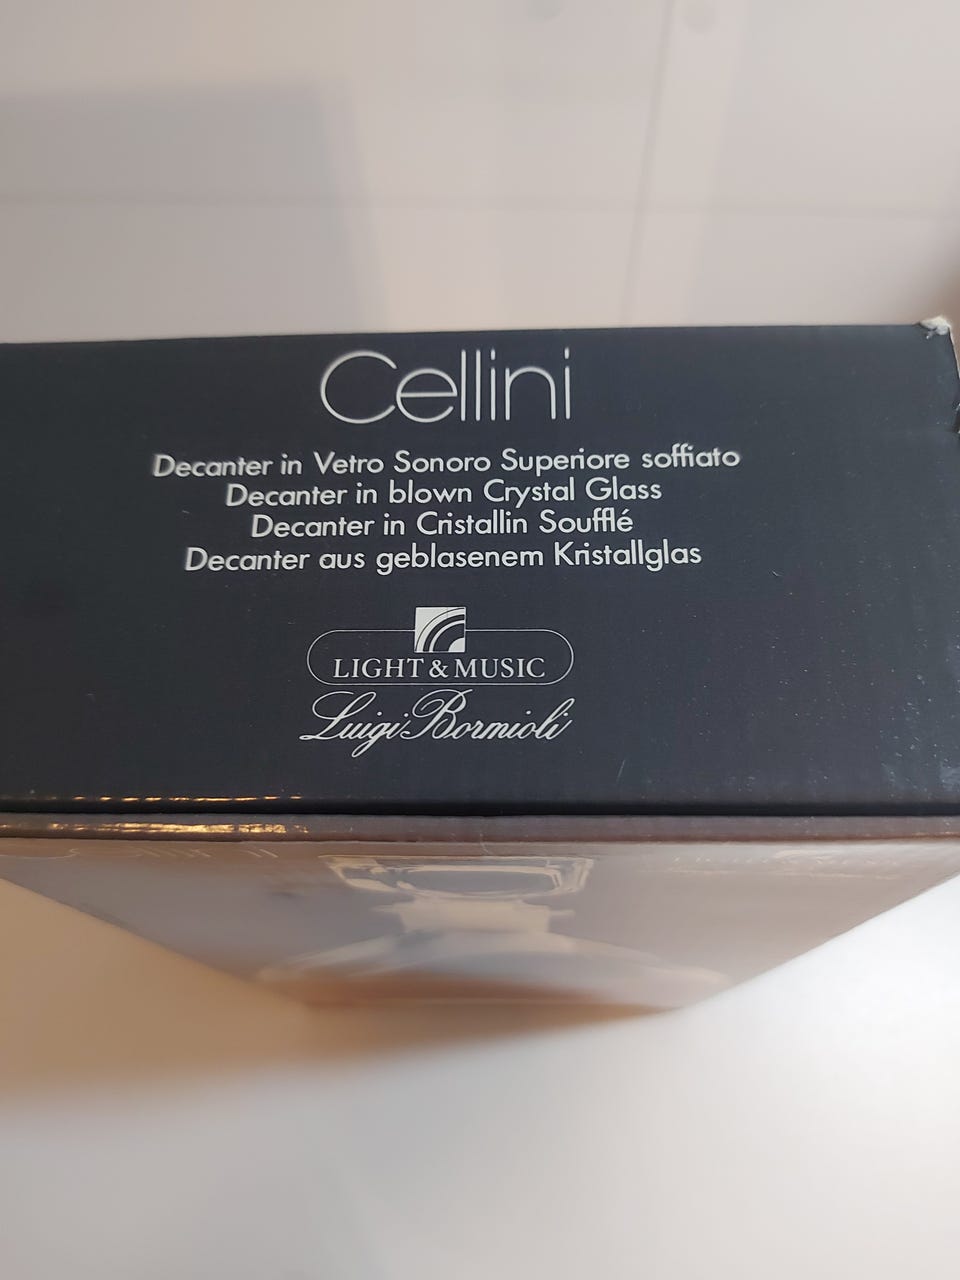 Cellini
Decanter in Vetro Sonoro Superiore soffiato
Decanter in blown Crystal Glass
Decanter in Cristallin Soufflé
Decanter aus geblasenem Kristallglas
LIGHT & MUSIC
Luigi Bormioli